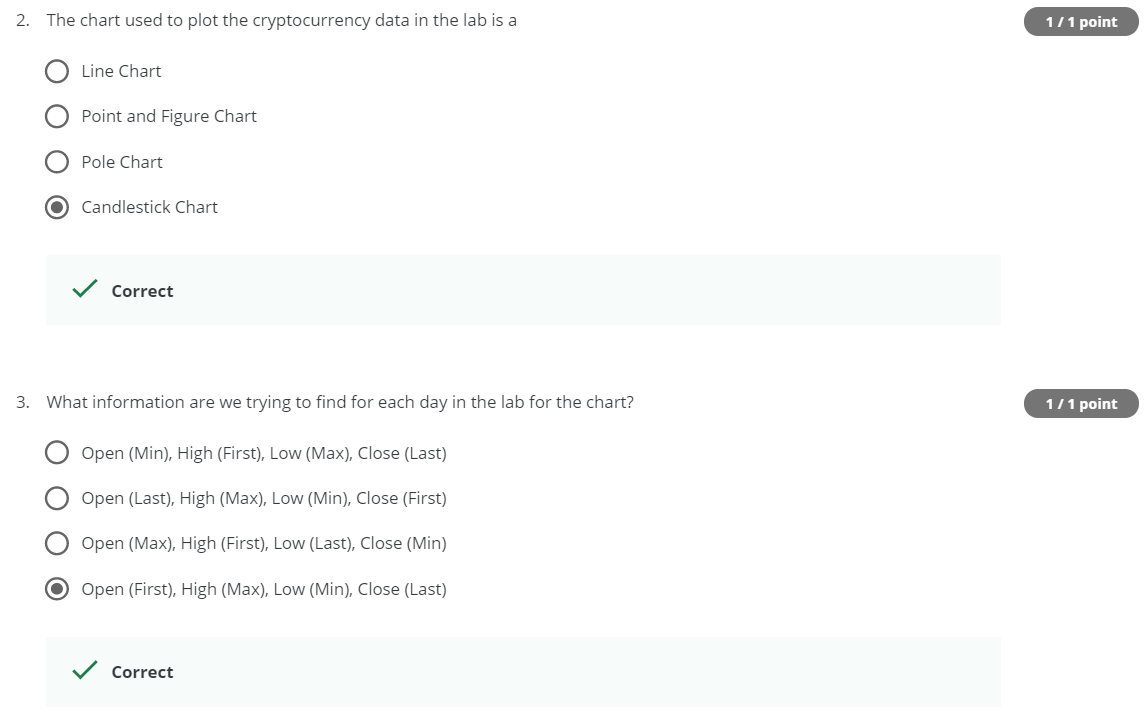 2. The chart used to plot the cryptocurrency data in the lab is a
1 / 1 point
Line Chart
Point and Figure Chart
Pole Chart
Candlestick Chart
Correct
3. What information are we trying to find for each day in the lab for the chart?
1 / 1 point
Open (Min), High (First), Low (Max), Close (Last)
Open (Last), High (Max), Low (Min), Close (First)
Open (Max), High (First), Low (Last), Close (Min)
Open (First), High (Max), Low (Min), Close (Last)
Correct